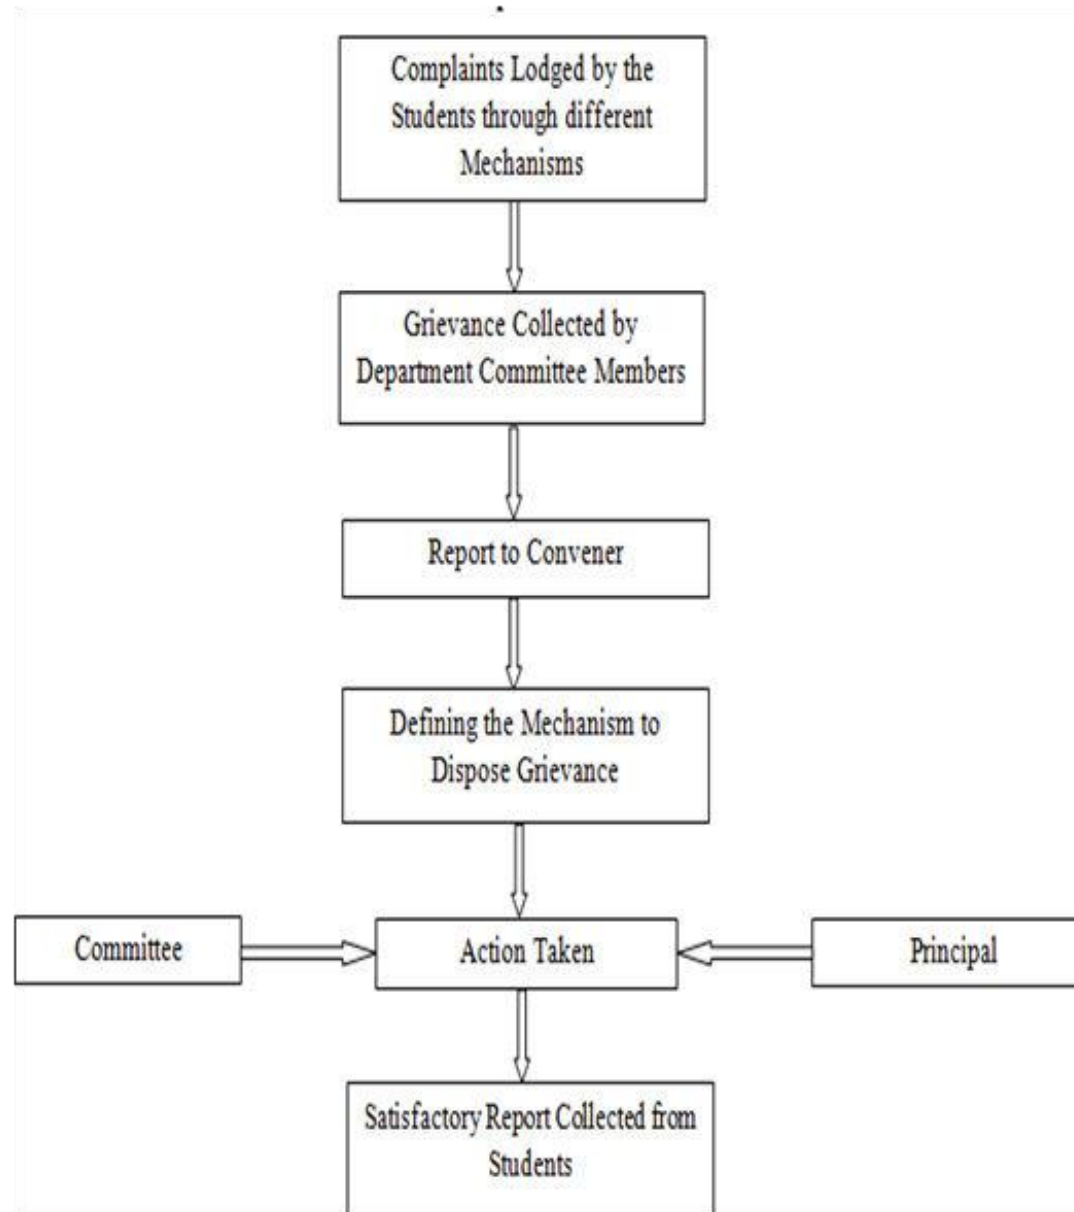 Complaints Lodged by the
Students through different
Mechanisms
Grievance Collected by
Department Committee Members
Report to Convener
Defining the Mechanism to
Dispose Grievance
Committee
Action Taken
Principal
Satisfactory Report Collected from
Students